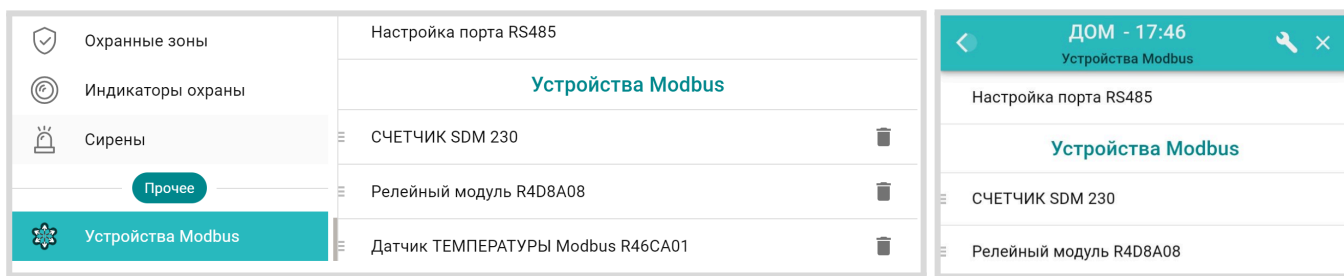 Охранные зоны
Индикаторы охраны
Сирены
Прочее
Устройства Modbus
Настройка порта RS485
Устройства Modbus
СЧЕТЧИК SDM 230
Релейный модуль R4D8A08
Датчик ТЕМПЕРАТУРЫ Modbus R46CA01
ДОМ - 17:46
Устройства Modbus
Настройка порта RS485
Устройства Modbus
СЧЕТЧИК SDM 230
Релейный модуль R4D8A08